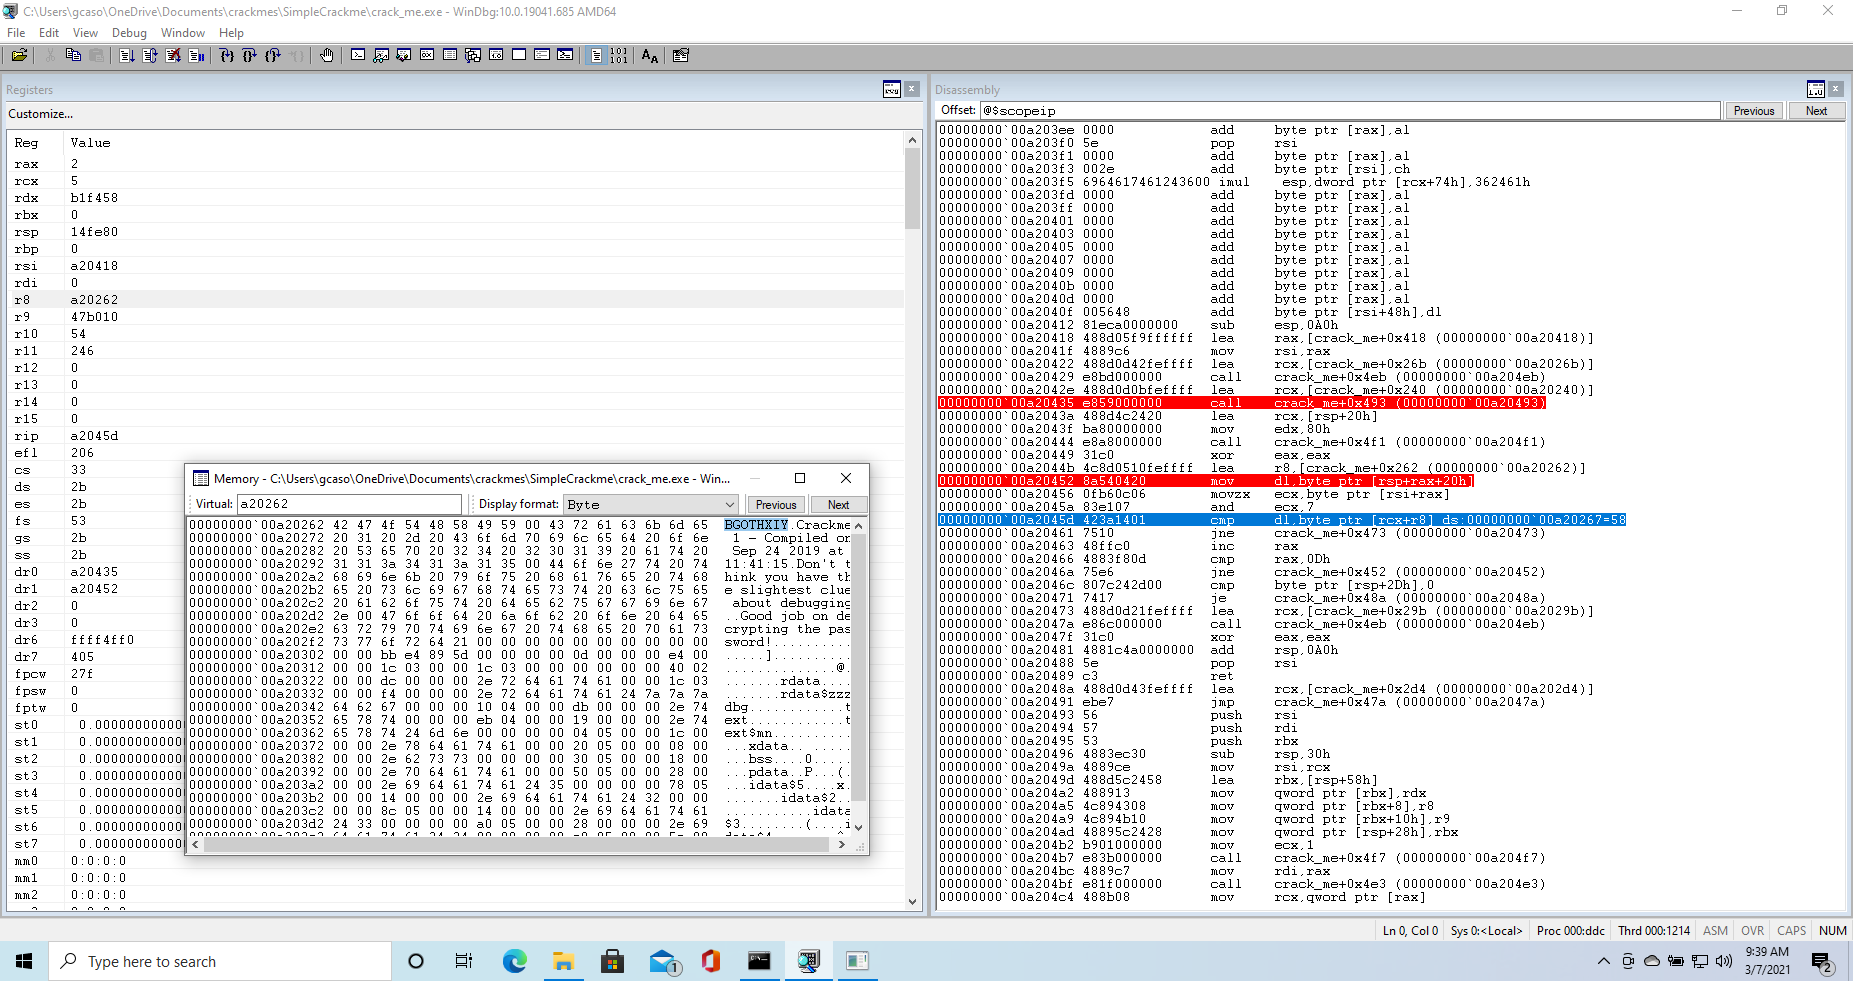 C:\Users\gcaso\OneDrive\Documents\crackmes\SimpleCrackme\crack_me.exe - WinDbg:10.0.19041.685 AMD64
File Edit View Debug Window Help
Registers
Customize...
Reg Value
rax 2
rcx 5
rdx b1f458
rbx 0
rsp 14fe80
rbp 0
rsi a20418
rdi 0
r8 a20262
r9 47b010
r10 54
r11 246
r12 0
r13 0
r14 0
r15 0
rip a2045d
efl 206
cs 33
ds 2b
es 2b
fs 53
gs 2b
ss 2b
dr0 a20435
dr1 a20452
dr2 0
dr3 0
dr6 ffff4ff0
dr7 405
fpcw 27f
fpsw 0
fptw 0
st0 0.000000000000
st1 0.000000000000
st2 0.000000000000
st3 0.000000000000
st4 0.000000000000
st5 0.000000000000
st6 0.000000000000
st7 0.000000000000
mm0 0:0:0:0
mm1 0:0:0:0
mm2 0:0:0:0
Memory - C:\Users\gcaso\OneDrive\Documents\crackmes\SimpleCrackme\crack_me.exe - Win...
Virtual: a20262 Display format: Byte Previous Next
00000000`00a20262 42 47 4f 54 48 58 49 59 00 43 72 61 63 6b 6d 65 BGOTHXIY.Crackme
00000000`00a20272 20 31 20 2d 20 43 6f 6d 70 69 6c 65 64 20 6f 6e  1 - Compiled on
00000000`00a20282 20 53 65 70 20 32 34 20 32 30 31 39 20 61 74 20  Sep 24 2019 at
00000000`00a20292 31 31 3a 34 31 3a 31 35 00 44 6f 6e 27 74 20 74 11:41:15.Don't t
00000000`00a202a2 68 69 6e 6b 20 79 6f 75 20 68 61 76 65 20 74 68 hink you have th
00000000`00a202b2 65 20 73 6c 69 67 68 74 65 73 74 20 63 6c 75 65 e slightest clue
00000000`00a202c2 20 61 62 6f 75 74 20 64 65 62 75 67 67 69 6e 67  about debugging
00000000`00a202d2 2e 00 47 6f 6f 64 20 6a 6f 62 20 6f 6e 20 64 65 ..Good job on de
00000000`00a202e2 63 72 79 70 74 69 6e 67 20 74 68 65 20 70 61 73 crypting the pas
00000000`00a202f2 73 77 6f 72 64 21 00 00 00 00 00 00 00 00 00 00 sword!..........
00000000`00a20302 00 00 bb e4 89 5d 00 00 00 00 0d 00 00 00 e4 00 .....]..........
00000000`00a20312 00 00 1c 03 00 00 1c 03 00 00 00 00 00 00 40 02 ..............@.
00000000`00a20322 00 00 dc 00 00 00 2e 72 64 61 74 61 00 00 1c 03 .......rdata....
00000000`00a20332 00 00 f4 00 00 00 2e 72 64 61 74 61 24 7a 7a 7a .......rdata$zzz
00000000`00a20342 64 62 67 00 00 00 10 04 00 00 db 00 00 00 2e 74 dbg............t
00000000`00a20352 65 78 74 00 00 00 eb 04 00 00 19 00 00 00 2e 74 ext............t
00000000`00a20362 65 78 74 24 6d 6e 00 00 00 00 04 05 00 00 1c 00 ext$mn..........
00000000`00a20372 00 00 2e 78 64 61 74 61 00 00 20 05 00 00 08 00 ...xdata.. .....
00000000`00a20382 00 00 2e 62 73 73 00 00 00 00 30 05 00 00 18 00 ...bss....0.....
00000000`00a20392 00 00 2e 70 64 61 74 61 00 00 50 05 00 00 28 00 ...pdata..P...(.
00000000`00a203a2 00 00 2e 69 64 61 74 61 24 35 00 00 00 00 78 05 ...idata$5....x.
00000000`00a203b2 00 00 14 00 00 00 2e 69 64 61 74 61 24 32 00 00 .......idata$2..
00000000`00a203c2 00 00 8c 05 00 00 14 00 00 00 2e 69 64 61 74 61 ...........idata
00000000`00a203d2 24 33 00 00 00 00 a0 05 00 00 28 00 00 00 2e 69 $3........(....i
Disassembly
Offset: @$scopeip Previous Next
00000000`00a203ee 0000 add byte ptr [rax],al
00000000`00a203f0 5e pop rsi
00000000`00a203f1 0000 add byte ptr [rax],al
00000000`00a203f3 002e add byte ptr [rsi],ch
00000000`00a203f5 6964617461243600 imul esp,dword ptr [rcx+74h],362461h
00000000`00a203fd 0000 add byte ptr [rax],al
00000000`00a203ff 0000 add byte ptr [rax],al
00000000`00a20401 0000 add byte ptr [rax],al
00000000`00a20403 0000 add byte ptr [rax],al
00000000`00a20405 0000 add byte ptr [rax],al
00000000`00a20407 0000 add byte ptr [rax],al
00000000`00a20409 0000 add byte ptr [rax],al
00000000`00a2040b 0000 add byte ptr [rax],al
00000000`00a2040d 0000 add byte ptr [rax],al
00000000`00a2040f 005648 add byte ptr [rsi+48h],dl
00000000`00a20412 81eca0000000 sub esp,0A0h
00000000`00a20418 488d05f9ffffff lea rax,[crack_me+0x418 (00000000`00a20418)]
00000000`00a2041f 4889c6 mov rsi,rax
00000000`00a20422 488d0d42feffff lea rcx,[crack_me+0x26b (00000000`00a2026b)]
00000000`00a20429 e8bd000000 call crack_me+0x4eb (00000000`00a204eb)
00000000`00a2042e 488d0d0bfeffff lea rcx,[crack_me+0x240 (00000000`00a20240)]
00000000`00a20435 e859000000 call crack_me+0x493 (00000000`00a20493)
00000000`00a2043a 488d4c2420 lea rcx,[rsp+20h]
00000000`00a2043f ba80000000 mov edx,80h
00000000`00a20444 e8a8000000 call crack_me+0x4f1 (00000000`00a204f1)
00000000`00a20449 31c0 xor eax,eax
00000000`00a2044b 4c8d0510feffff lea r8,[crack_me+0x262 (00000000`00a20262)]
00000000`00a20452 8a540420 mov dl,byte ptr [rsp+rax+20h]
00000000`00a20456 0fb60c06 movzx ecx,byte ptr [rsi+rax]
00000000`00a2045a 83e107 and ecx,7
00000000`00a2045d 423a1401 cmp dl,byte ptr [rcx+r8] ds:00000000`00a20267=58
00000000`00a20461 7510 jne crack_me+0x473 (00000000`00a20473)
00000000`00a20463 48ffc0 inc rax
00000000`00a20466 4883f80d cmp rax,0Dh
00000000`00a2046a 75e6 jne crack_me+0x452 (00000000`00a20452)
00000000`00a2046c 807c242d00 cmp byte ptr [rsp+2Dh],0
00000000`00a20471 7417 je crack_me+0x48a (00000000`00a2048a)
00000000`00a20473 488d0d21feffff lea rcx,[crack_me+0x29b (00000000`00a2029b)]
00000000`00a2047a e86c000000 call crack_me+0x4eb (00000000`00a204eb)
00000000`00a2047f 31c0 xor eax,eax
00000000`00a20481 4881c4a0000000 add rsp,0A0h
00000000`00a20488 5e pop rsi
00000000`00a20489 c3 ret
00000000`00a2048a 488d0d43feffff lea rcx,[crack_me+0x2d4 (00000000`00a202d4)]
00000000`00a20491 ebe7 jmp crack_me+0x47a (00000000`00a2047a)
00000000`00a20493 56 push rsi
00000000`00a20494 57 push rdi
00000000`00a20495 53 push rbx
00000000`00a20496 4883ec30 sub rsp,30h
00000000`00a2049a 4889ce mov rsi,rcx
00000000`00a2049d 488d5c2458 lea rbx,[rsp+58h]
00000000`00a204a2 488913 mov qword ptr [rbx],rdx
00000000`00a204a5 4c894308 mov qword ptr [rbx+8],r8
00000000`00a204a9 4c894b10 mov qword ptr [rbx+10h],r9
00000000`00a204ad 48895c2428 mov qword ptr [rsp+28h],rbx
00000000`00a204b2 b901000000 mov ecx,1
00000000`00a204b7 e83b000000 call crack_me+0x4f7 (00000000`00a204f7)
00000000`00a204bc 4889c7 mov rdi,rax
00000000`00a204bf e81f000000 call crack_me+0x4e3 (00000000`00a204e3)
00000000`00a204c4 488b08 mov rcx,qword ptr [rax]
Ln 0, Col 0 Sys 0:<Local> Proc 000:ddc Thrd 000:1214 ASM OVR CAPS NUM
Type here to search
1
9:39 AM
3/7/2021
2